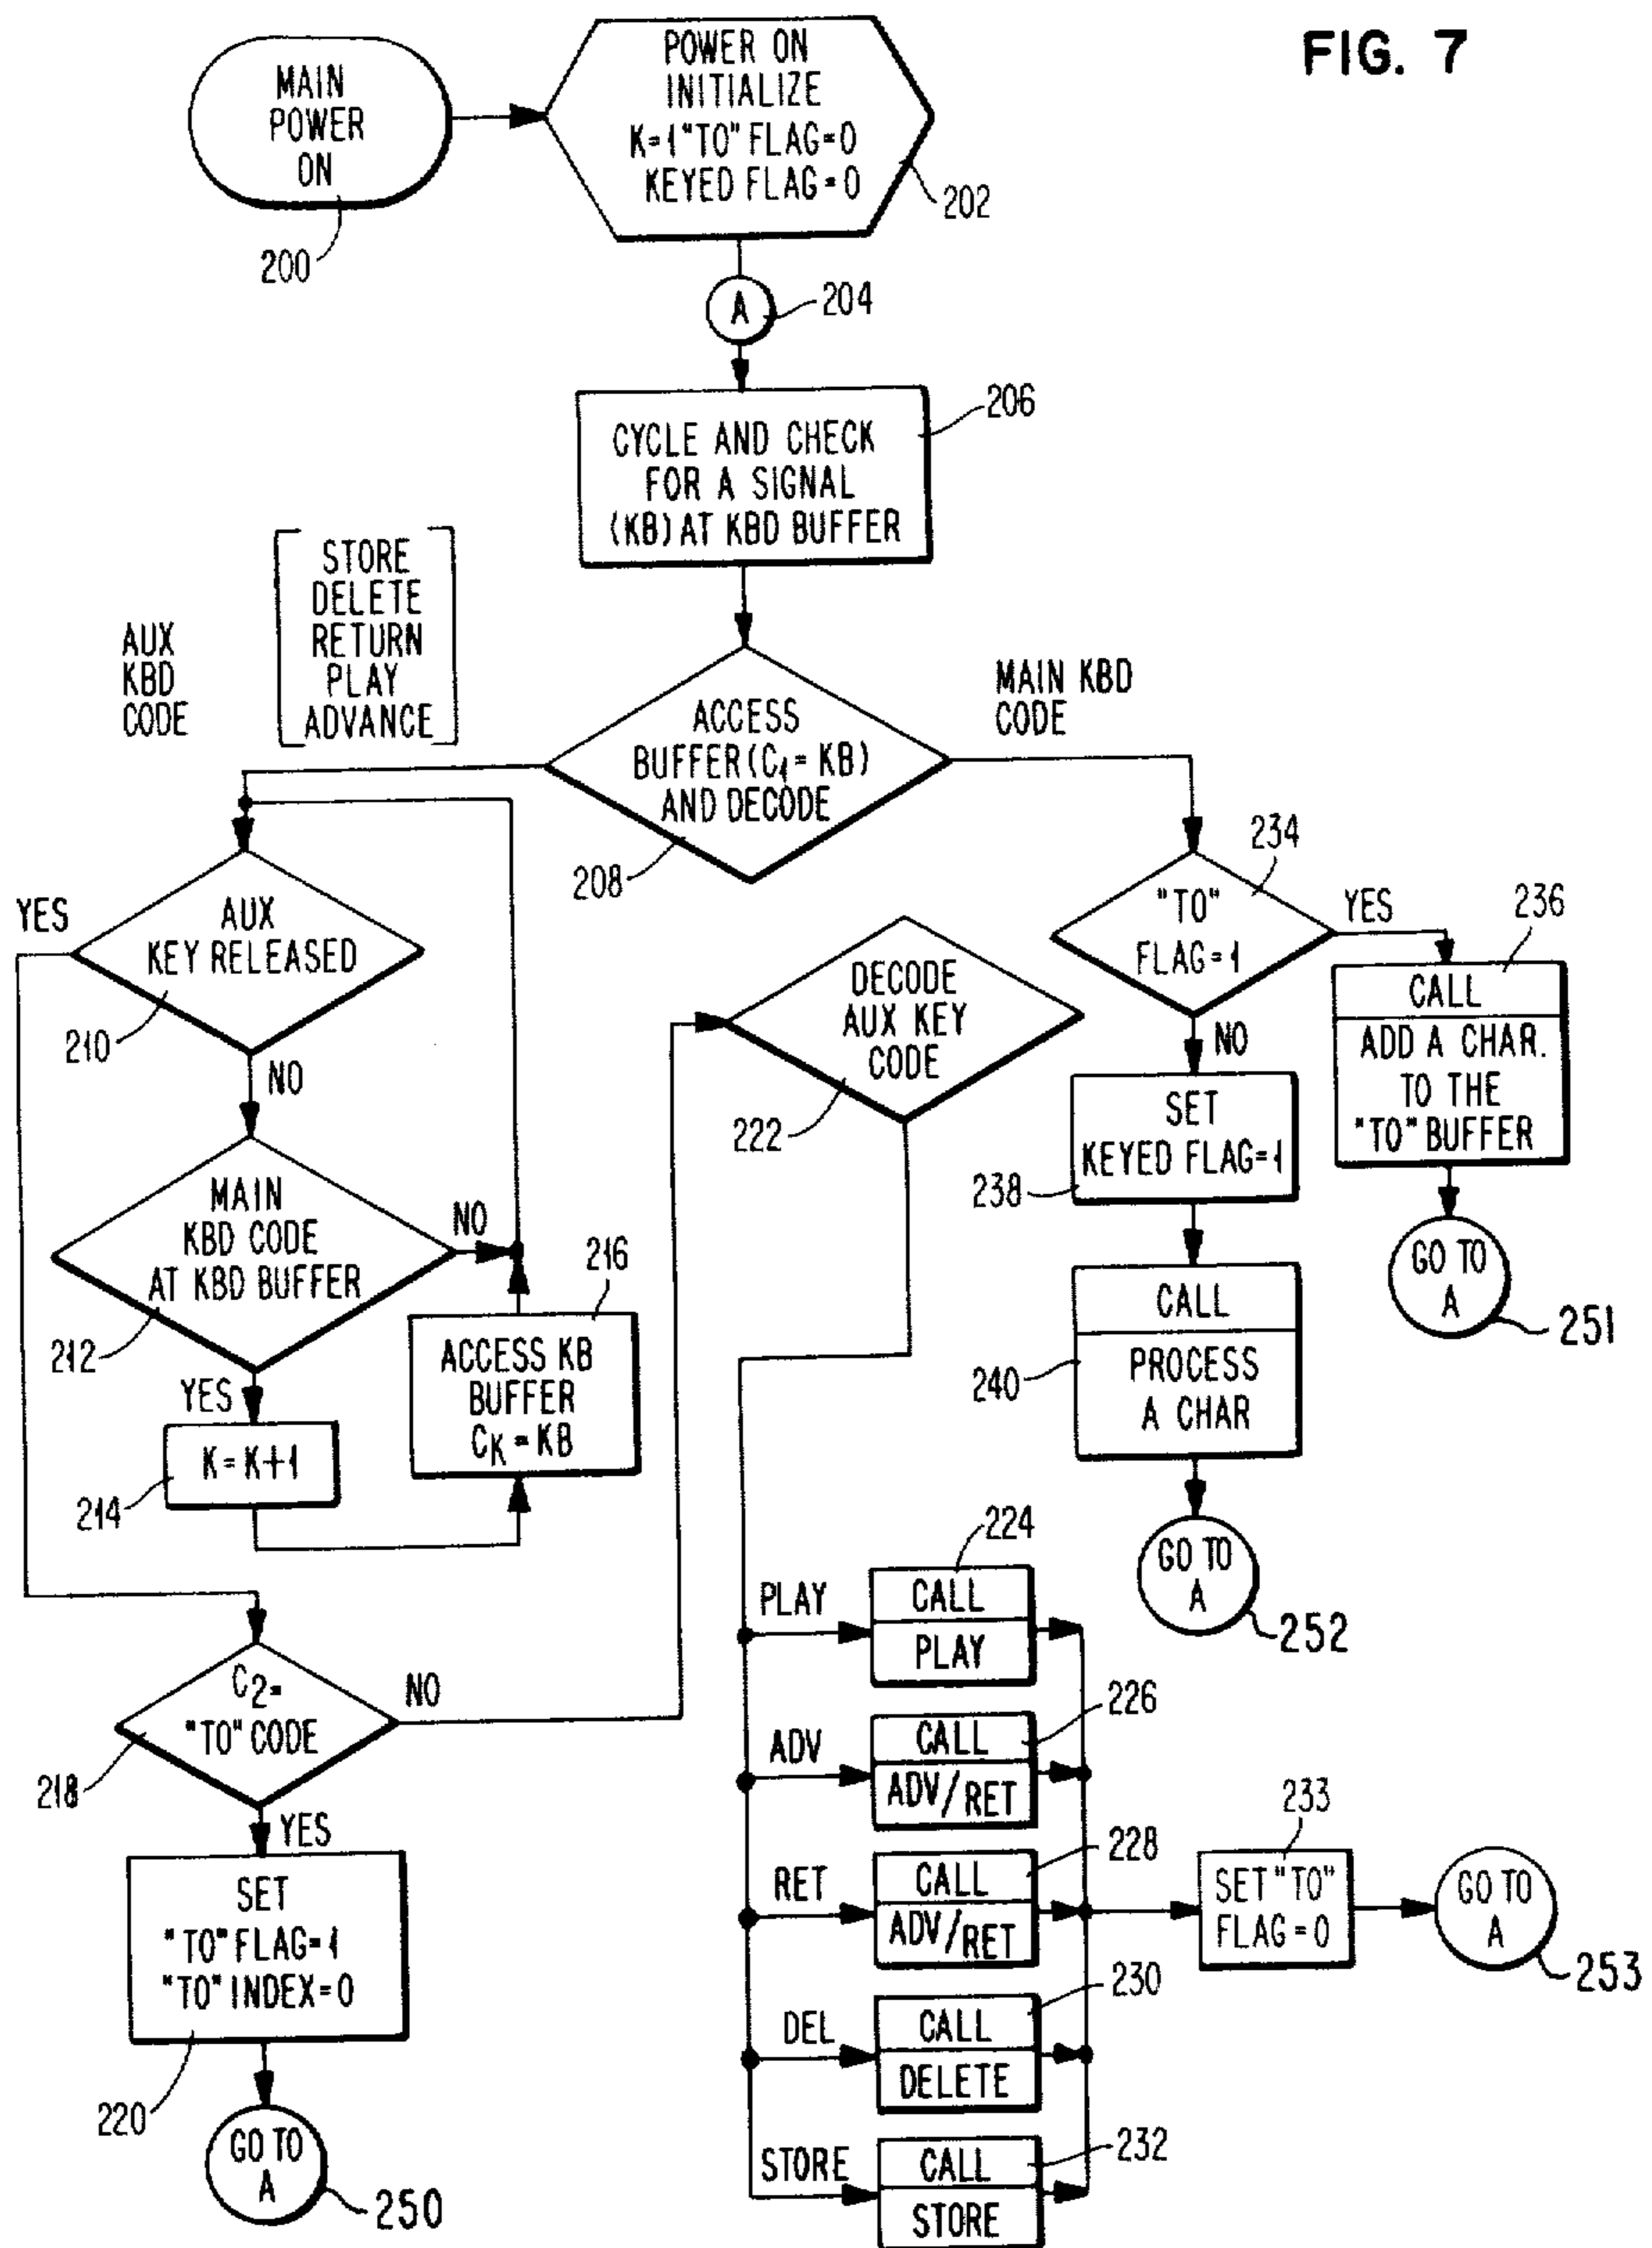 FIG. 7
MAIN
POWER
ON
200
POWER ON
INITIALIZE
K=1 "TO" FLAG=0
KEYED FLAG=0
202
A
204
CYCLE AND CHECK
FOR A SIGNAL
(KB) AT KBD BUFFER
206
AUX
KBD
CODE
STORE
DELETE
RETURN
PLAY
ADVANCE
ACCESS
BUFFER (C1 = KB)
AND DECODE
208
MAIN KBD
CODE
YES
AUX
KEY RELEASED
210
NO
MAIN
KBD CODE
AT KBD BUFFER
212
NO
YES
K=K+1
214
216
ACCESS KB
BUFFER
CK = KB
C2=
"TO" CODE
218
NO
YES
SET
"TO" FLAG=1
"TO" INDEX=0
220
GO TO
A
250
DECODE
AUX KEY
CODE
222
234
"TO"
FLAG=1
YES
NO
236
CALL
ADD A CHAR.
TO THE
"TO" BUFFER
GO TO
A
251
SET
KEYED FLAG=1
238
CALL
PROCESS
A CHAR
240
GO TO
A
252
PLAY
224
CALL
PLAY
ADV
226
CALL
ADV/RET
RET
228
CALL
ADV/RET
DEL
230
CALL
DELETE
STORE
232
CALL
STORE
233
SET "TO"
FLAG=0
GO TO
A
253